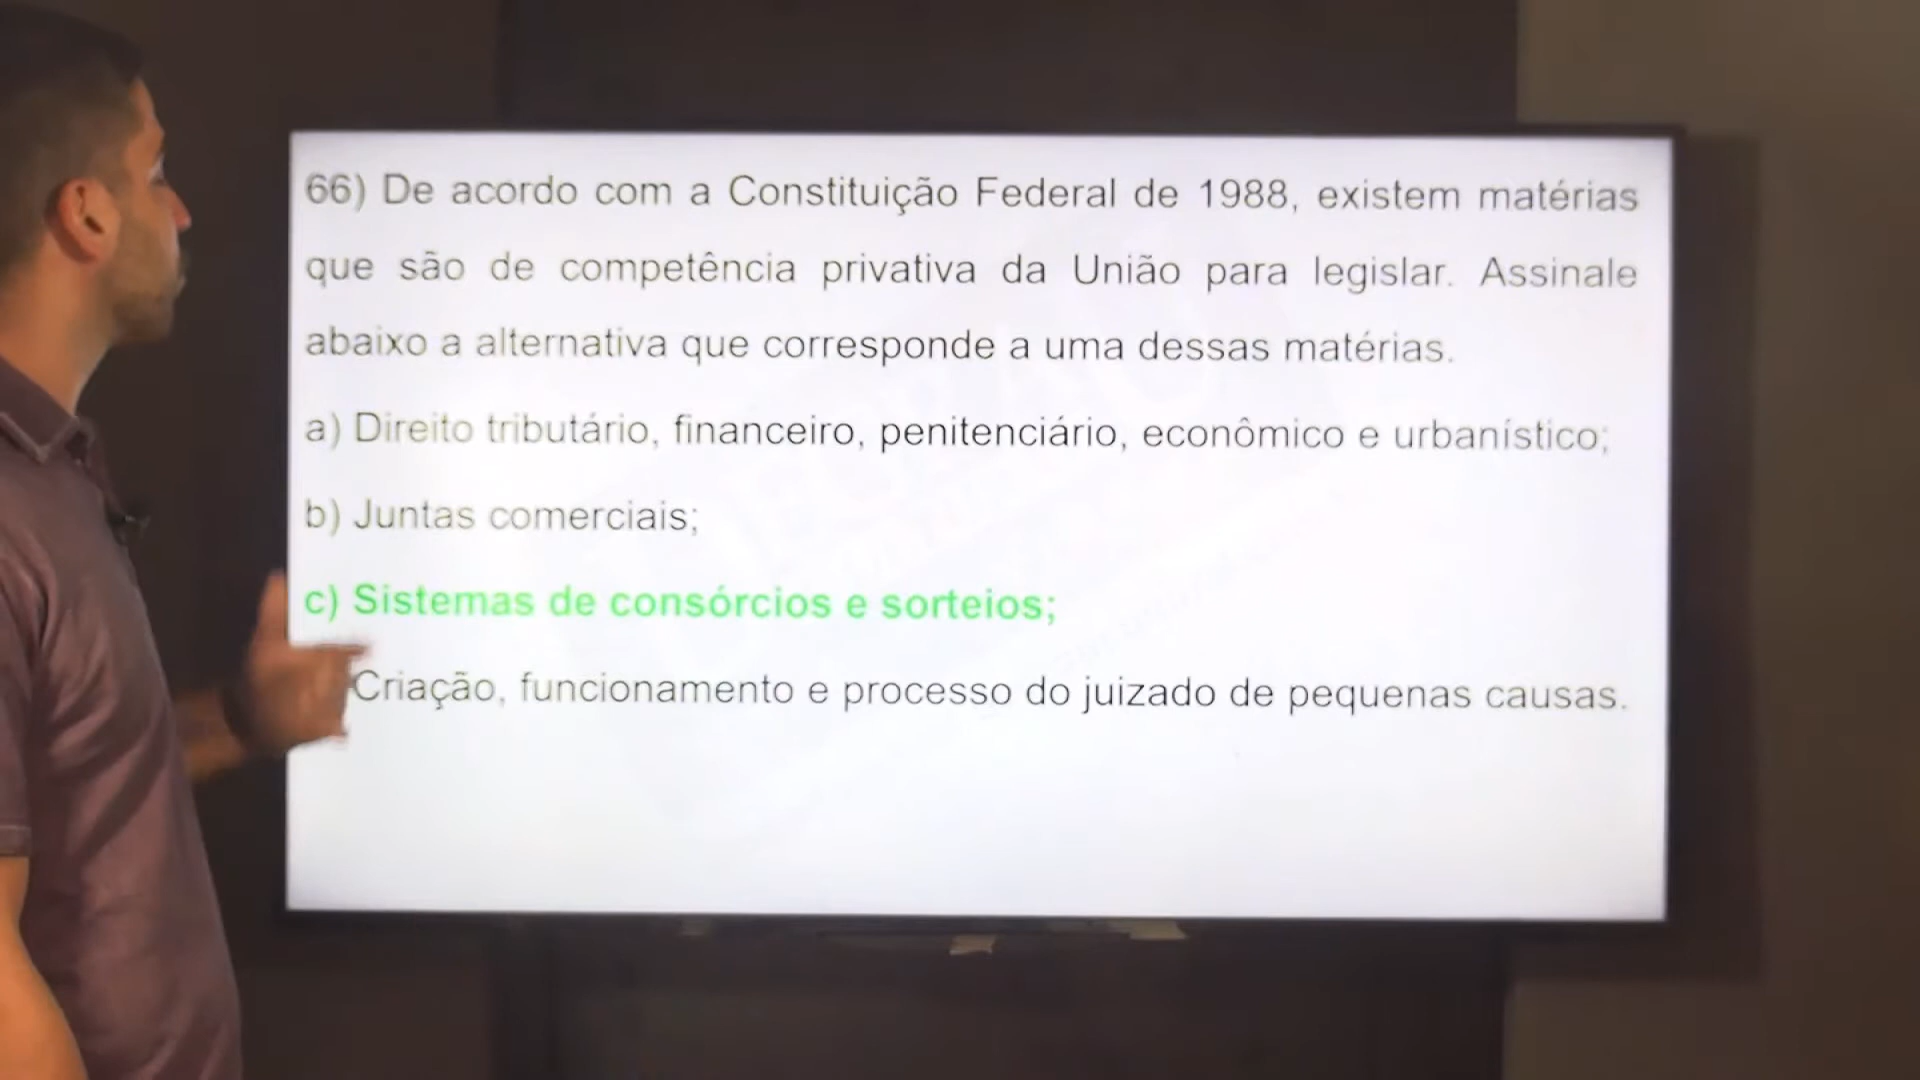 66) De acordo com a Constituição Federal de 1988, existem matérias
que são de competência privativa da União para legislar. Assinale
abaixo a alternativa que corresponde a uma dessas matérias.
a) Direito tributário, financeiro, penitenciário, econômico e urbanístico;
b) Juntas comerciais;
c) Sistemas de consórcios e sorteios;
Criação, funcionamento e processo do juizado de pequenas causas.